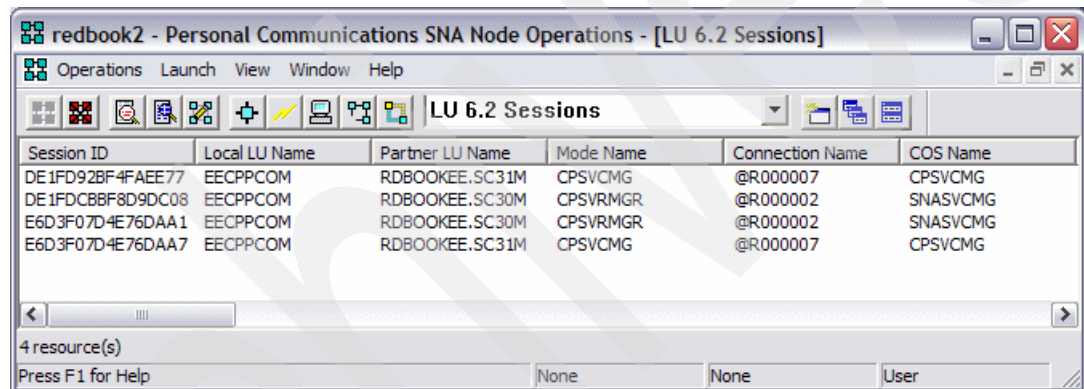 redbook2 - Personal Communications SNA Node Operations - [LU 6.2 Sessions]
Operations Launch View Window Help
LU 6.2 Sessions
Session ID Local LU Name Partner LU Name Mode Name Connection Name COS Name
DE1FD92BF4FAEE77 EECPPCOM RDBOOKEE.SC31M CPSVCMG @R000007 CPSVCMG
DE1FDCBBF8D9DC08 EECPPCOM RDBOOKEE.SC30M CPSVRMGR @R000002 SNASVCMG
E6D3F07D4E76DAA1 EECPPCOM RDBOOKEE.SC30M CPSVRMGR @R000002 SNASVCMG
E6D3F07D4E76DAA7 EECPPCOM RDBOOKEE.SC31M CPSVCMG @R000007 CPSVCMG
4 resource(s)
Press F1 for Help None None User